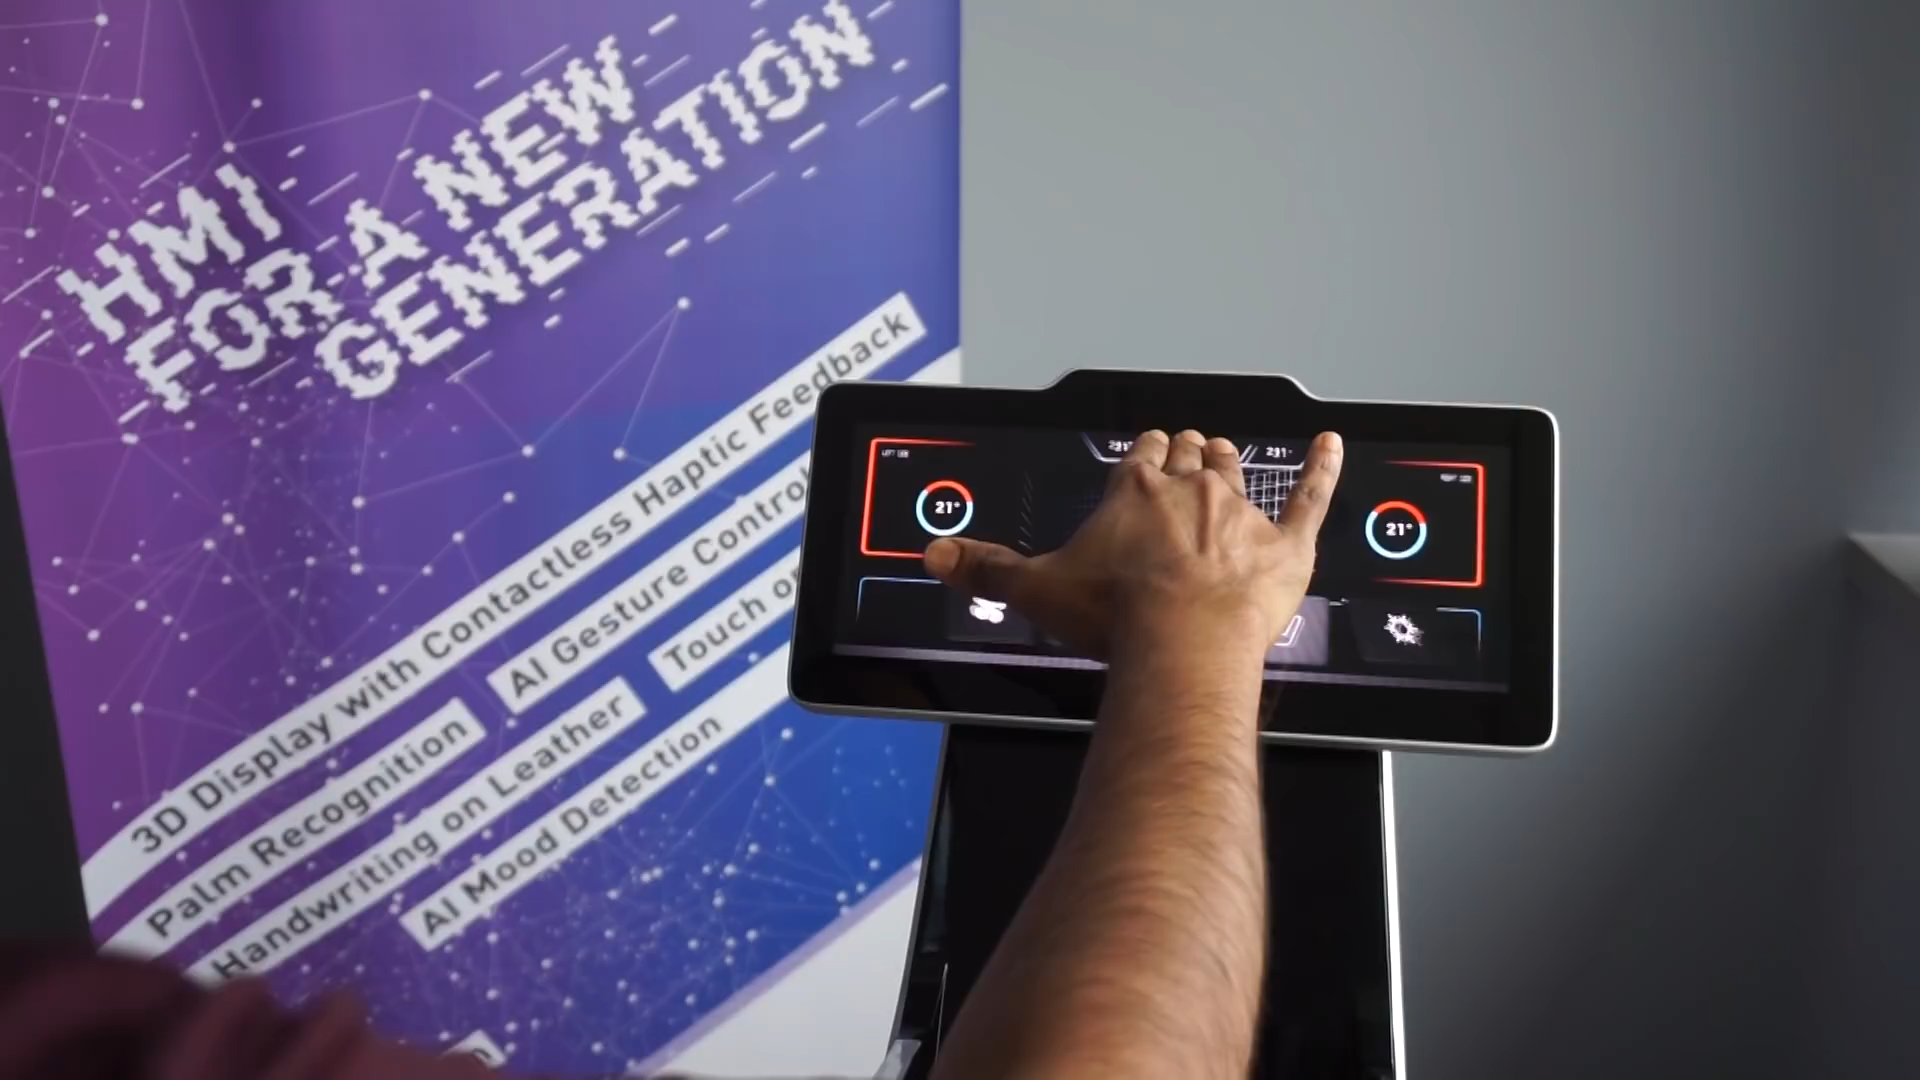 HMI
FOR A NEW
GENERATION
3D Display with Contactless Haptic Feedback
Palm Recognition
AI Gesture Control
Handwriting on Leather
Touch o
AI Mood Detection
21°
21°